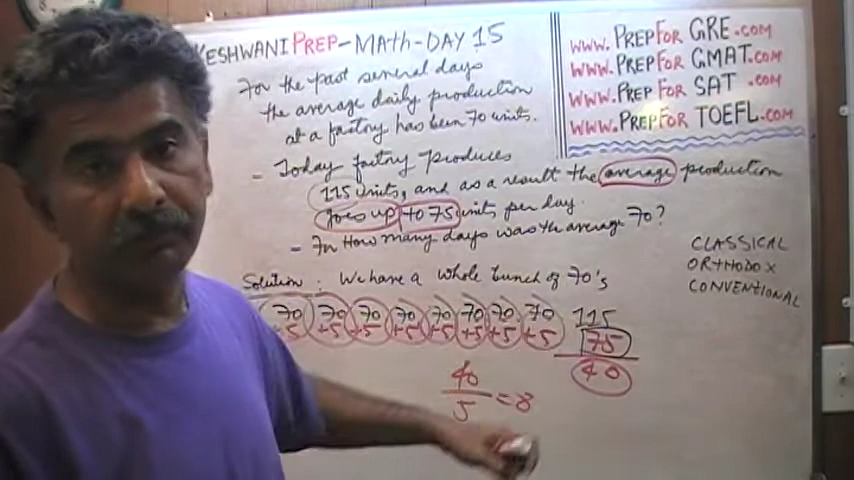 KESHWANI PREP-MATH-DAY 15
For the past several days
the average daily production
at a factory has been 70 units.
- Today factory produces
115 units, and as a result the average production
goes up to 75 units per day.
- For How many days was the average 70?
Solution: We have a whole bunch of 70's
70 70 70 70 70 70 70 70 115
+5 +5 +5 +5 +5 +5 +5 +5 75
40
40/5 = 8
www.PREPFOR GRE.com
www.PREPFOR GMAT.com
www.PREPFOR SAT.com
www.PREPFOR TOEFL.com
CLASSICAL
ORTHODOX
CONVENTIONAL